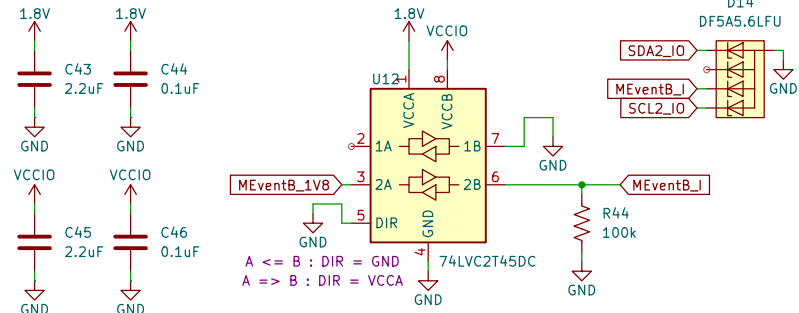 1.8V
1.8V
C43
2.2uF
C44
0.1uF
GND
GND
VCCIO
VCCIO
C45
2.2uF
C46
0.1uF
GND
GND
1.8V
VCCIO
U12
1
8
VCCA
VCCB
2
1A
1B
7
GND
MEventB_1V8
3
2A
2B
6
MEventB_I
5
DIR
GND
4
GND
R44
100k
GND
74LVC2T45DC
GND
A <= B : DIR = GND
A => B : DIR = VCCA
D14
DF5A5.6LFU
SDA2_IO
MEventB_I
SCL2_IO
GND